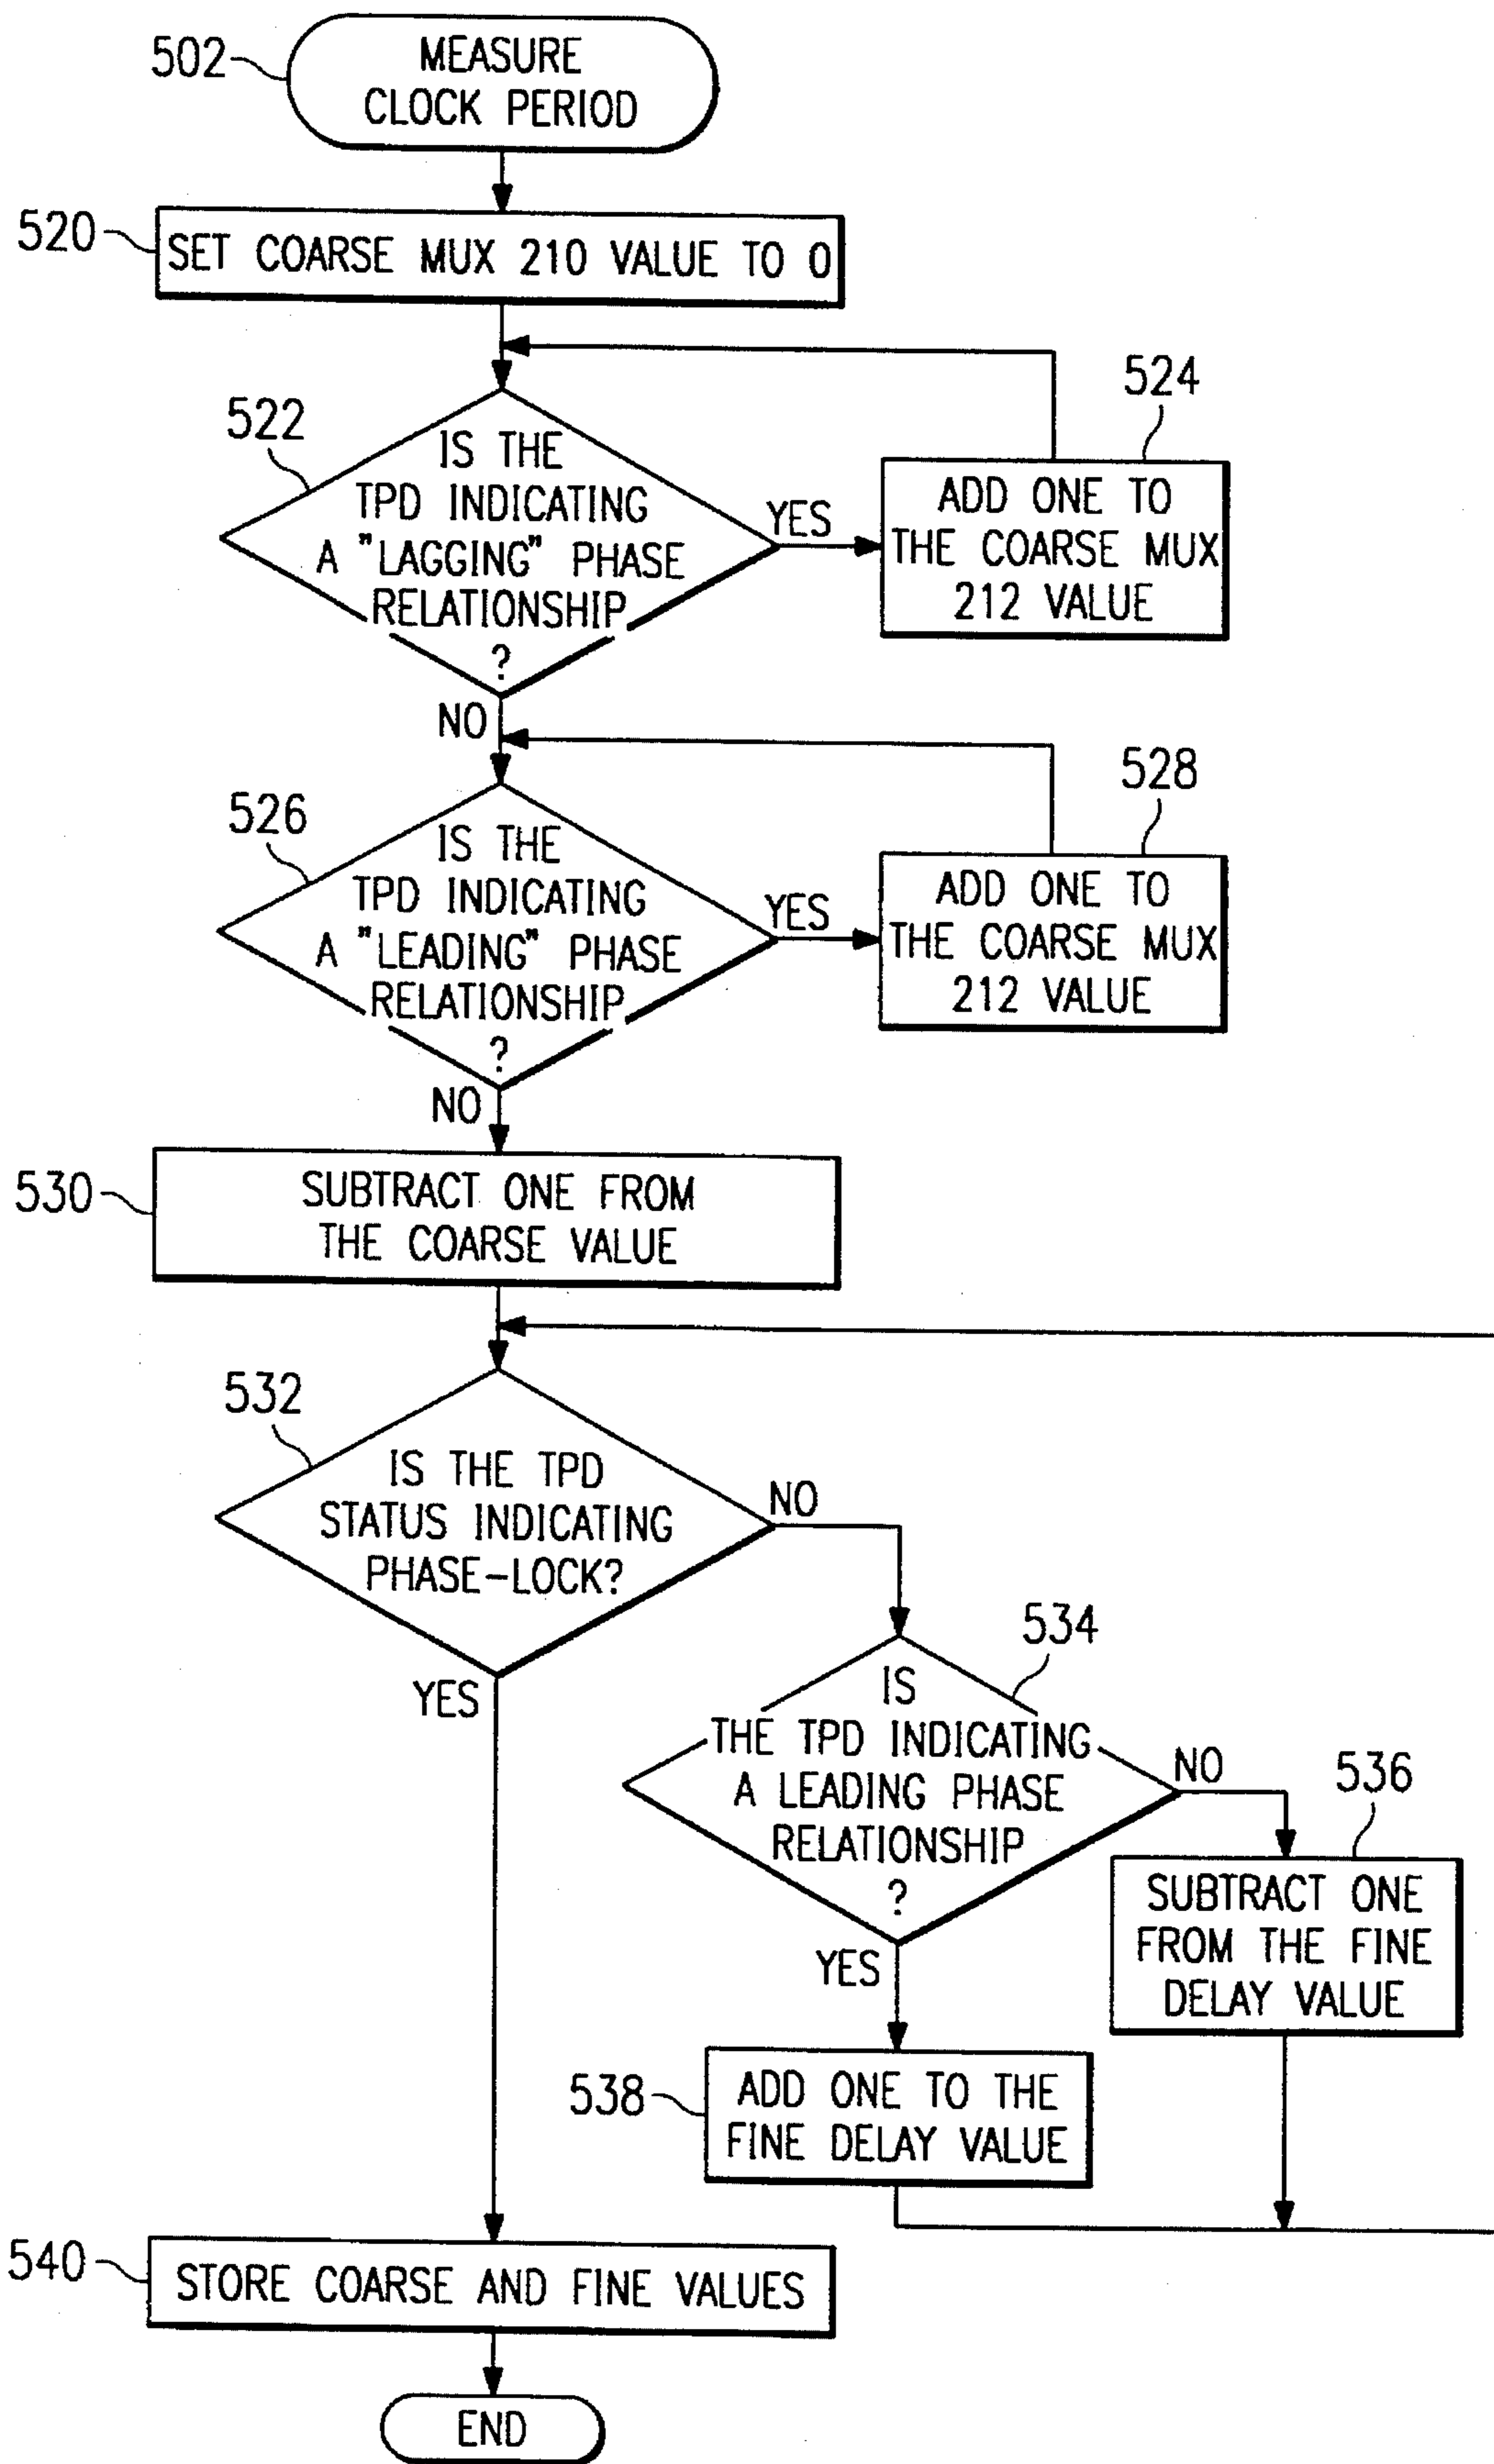 502
MEASURE
CLOCK PERIOD
520
SET COARSE MUX 210 VALUE TO 0
522
IS THE
TPD INDICATING
A "LAGGING" PHASE
RELATIONSHIP
?
YES
524
ADD ONE TO
THE COARSE MUX
212 VALUE
NO
526
IS THE
TPD INDICATING
A "LEADING" PHASE
RELATIONSHIP
?
YES
528
ADD ONE TO
THE COARSE MUX
212 VALUE
NO
530
SUBTRACT ONE FROM
THE COARSE VALUE
532
IS THE TPD
STATUS INDICATING
PHASE-LOCK?
NO
YES
534
IS
THE TPD INDICATING
A LEADING PHASE
RELATIONSHIP
?
NO
536
SUBTRACT ONE
FROM THE FINE
DELAY VALUE
YES
538
ADD ONE TO THE
FINE DELAY VALUE
540
STORE COARSE AND FINE VALUES
END